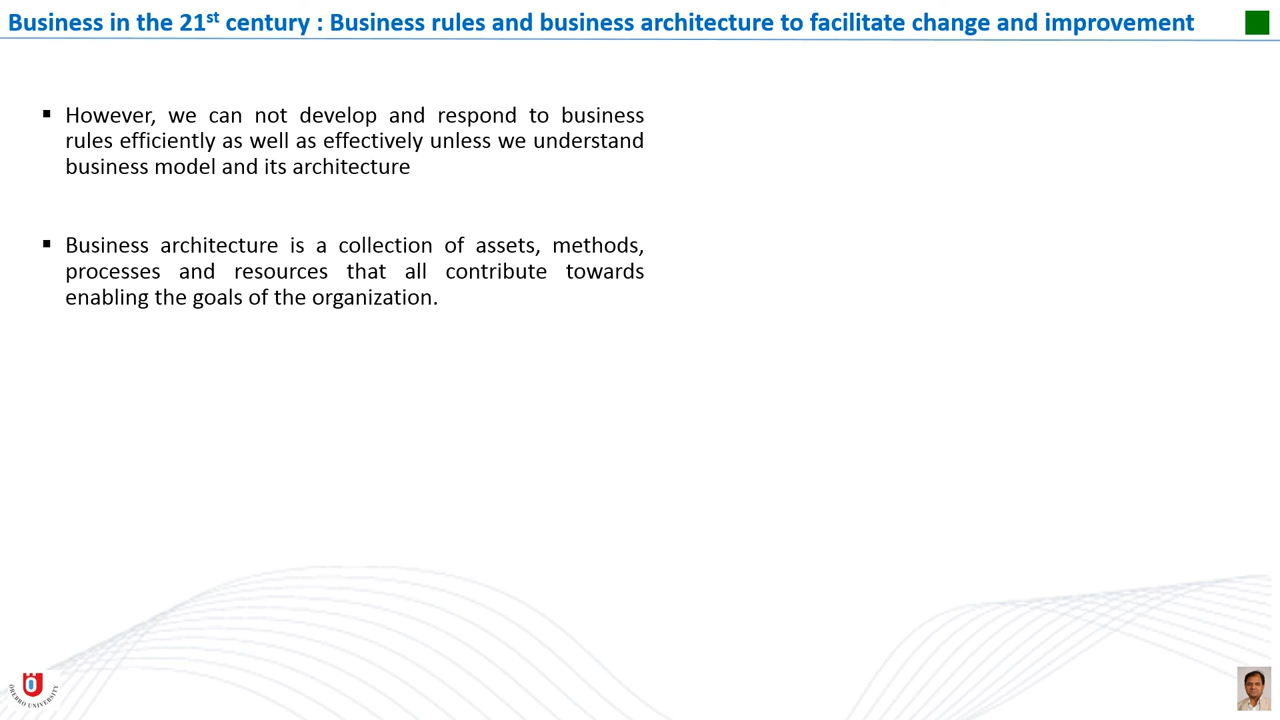 Business in the 21st century : Business rules and business architecture to facilitate change and improvement
▪ However, we can not develop and respond to business
rules efficiently as well as effectively unless we understand
business model and its architecture
▪ Business architecture is a collection of assets, methods,
processes and resources that all contribute towards
enabling the goals of the organization.
ÖREBRO UNIVERSITY